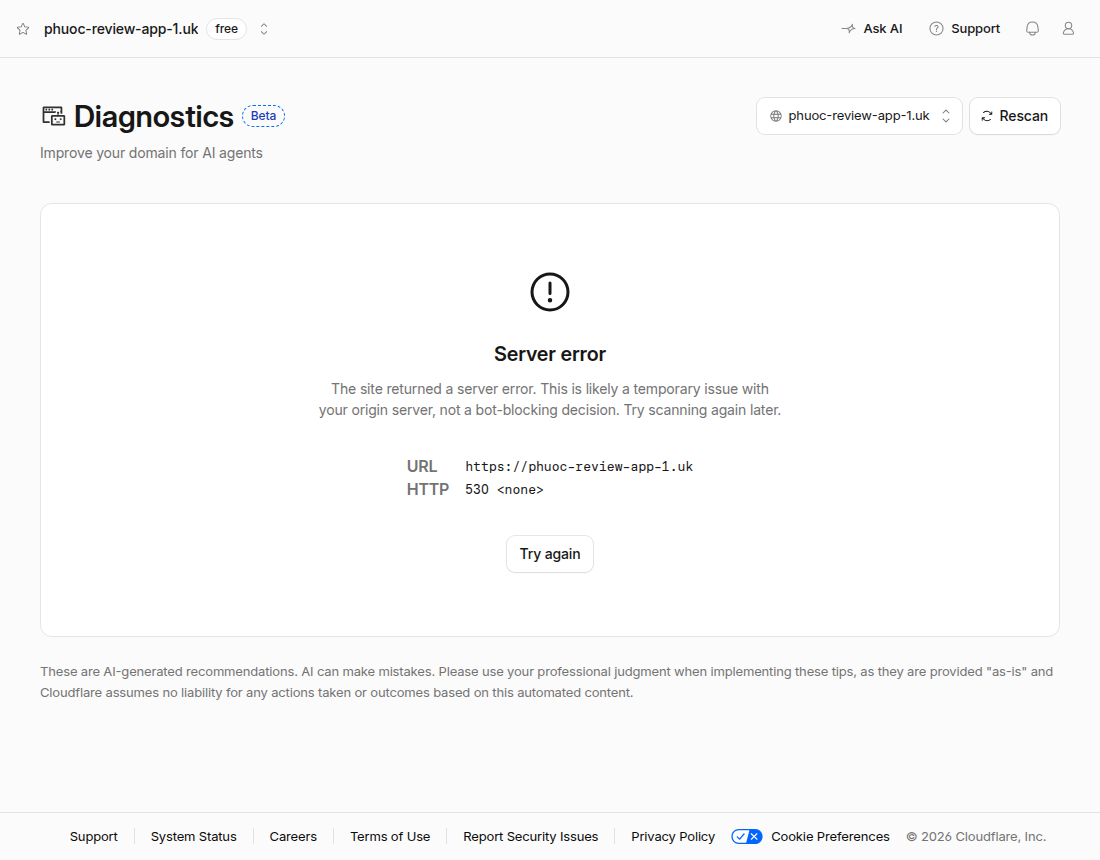 phuoc-review-app-1.uk free
Ask AI
Support
Diagnostics Beta
phuoc-review-app-1.uk
Rescan
Improve your domain for AI agents
Server error
The site returned a server error. This is likely a temporary issue with
your origin server, not a bot-blocking decision. Try scanning again later.
URL https://phuoc-review-app-1.uk
HTTP 530 <none>
Try again
These are AI-generated recommendations. AI can make mistakes. Please use your professional judgment when implementing these tips, as they are provided "as-is" and
Cloudflare assumes no liability for any actions taken or outcomes based on this automated content.
Support
System Status
Careers
Terms of Use
Report Security Issues
Privacy Policy
Cookie Preferences
© 2026 Cloudflare, Inc.